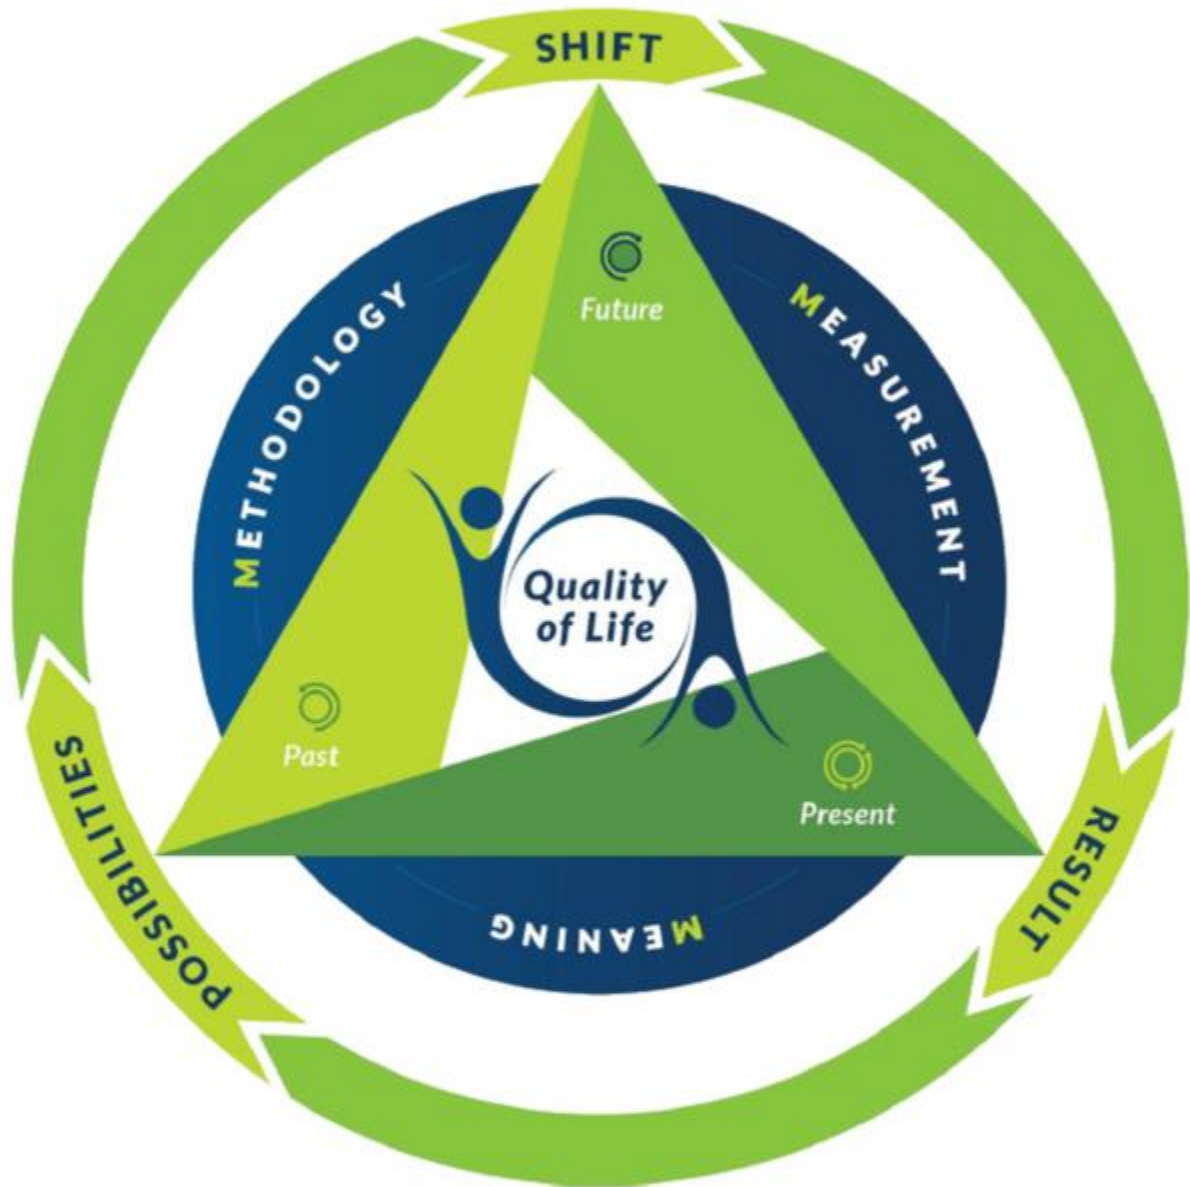 SHIFT
Future
METHODOLOGY
MEASUREMENT
Quality
of Life
Past
Present
POSSIBILITIES
RESULT
MEANING